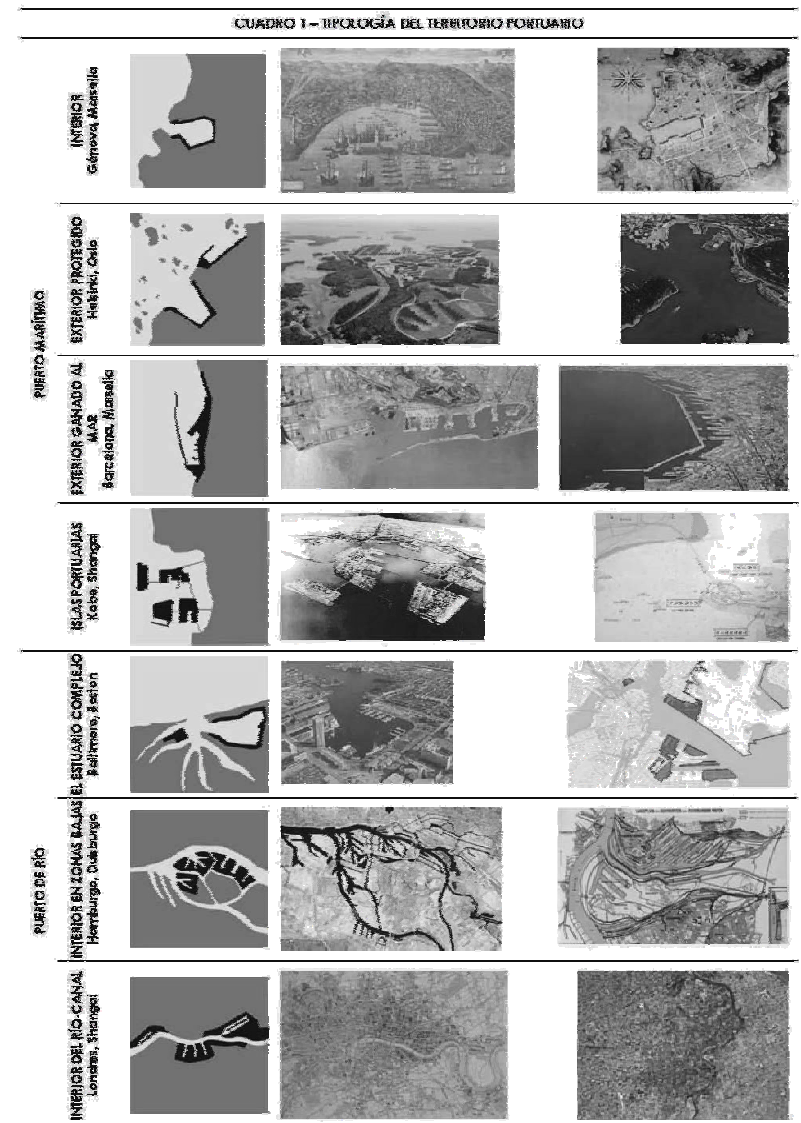 CUADRO 1 – TIPOLOGÍA DEL TERRITORIO PORTUARIO
PUERTO MARÍTIMO
INTERIOR
Génova, Marsella
EXTERIOR PROTEGIDO
Helsinki, Oslo
EXTERIOR GANADO AL
MAR
Barcelona, Marsella
ISLAS PORTUARIAS
Kobe, Shangai
PUERTO DE RÍO
EL ESTUARIO COMPLEJO
Baltimore, Boston
INTERIOR EN ZONAS BAJAS
Hamburgo, Duisburgo
INTERIOR DEL RÍO-CANAL
Londres, Shangai